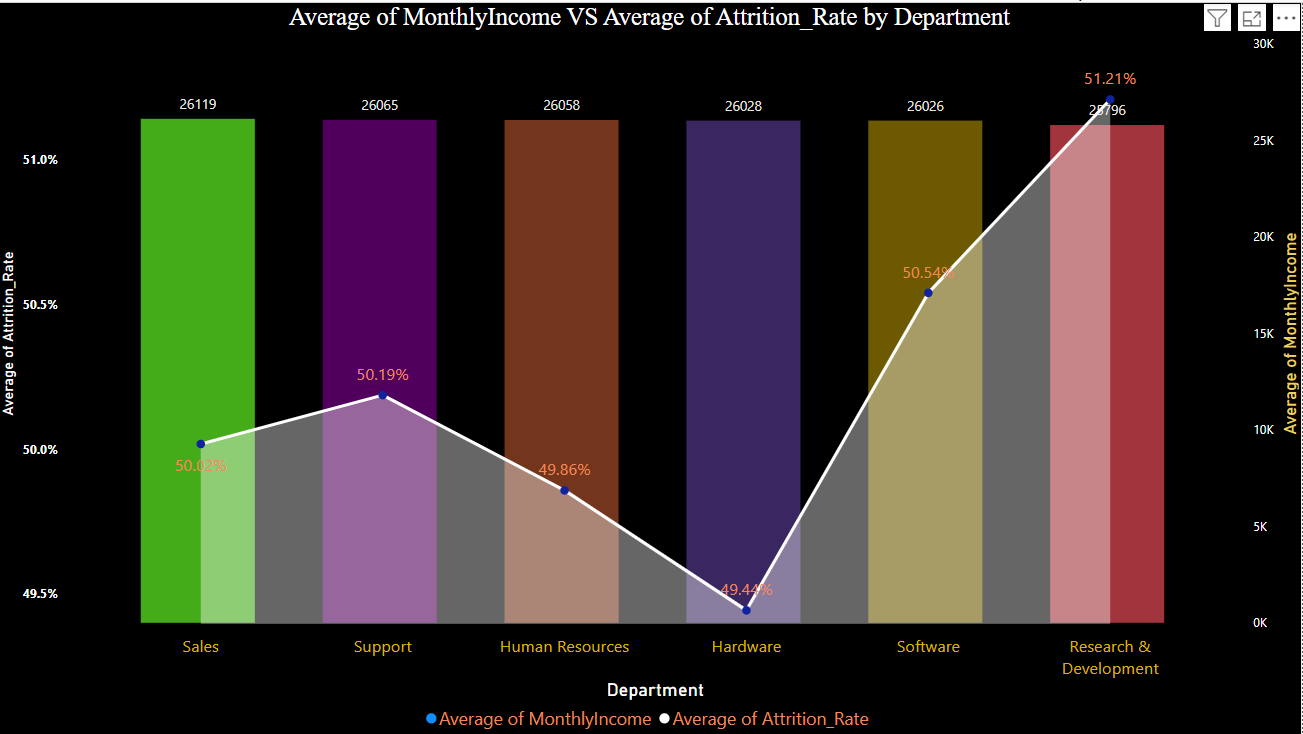 Average of MonthlyIncome VS Average of Attrition_Rate by Department
30K
51.21%
26119
26065
26058
26028
26026
25796
25K
51.0%
20K
50.54%
50.5%
15K
50.19%
10K
50.0%
50.02%
49.86%
5K
49.5%
49.44%
0K
Average of Attrition_Rate
Average of MonthlyIncome
Sales
Support
Human Resources
Hardware
Software
Research &
Development
Department
Average of MonthlyIncome
Average of Attrition_Rate